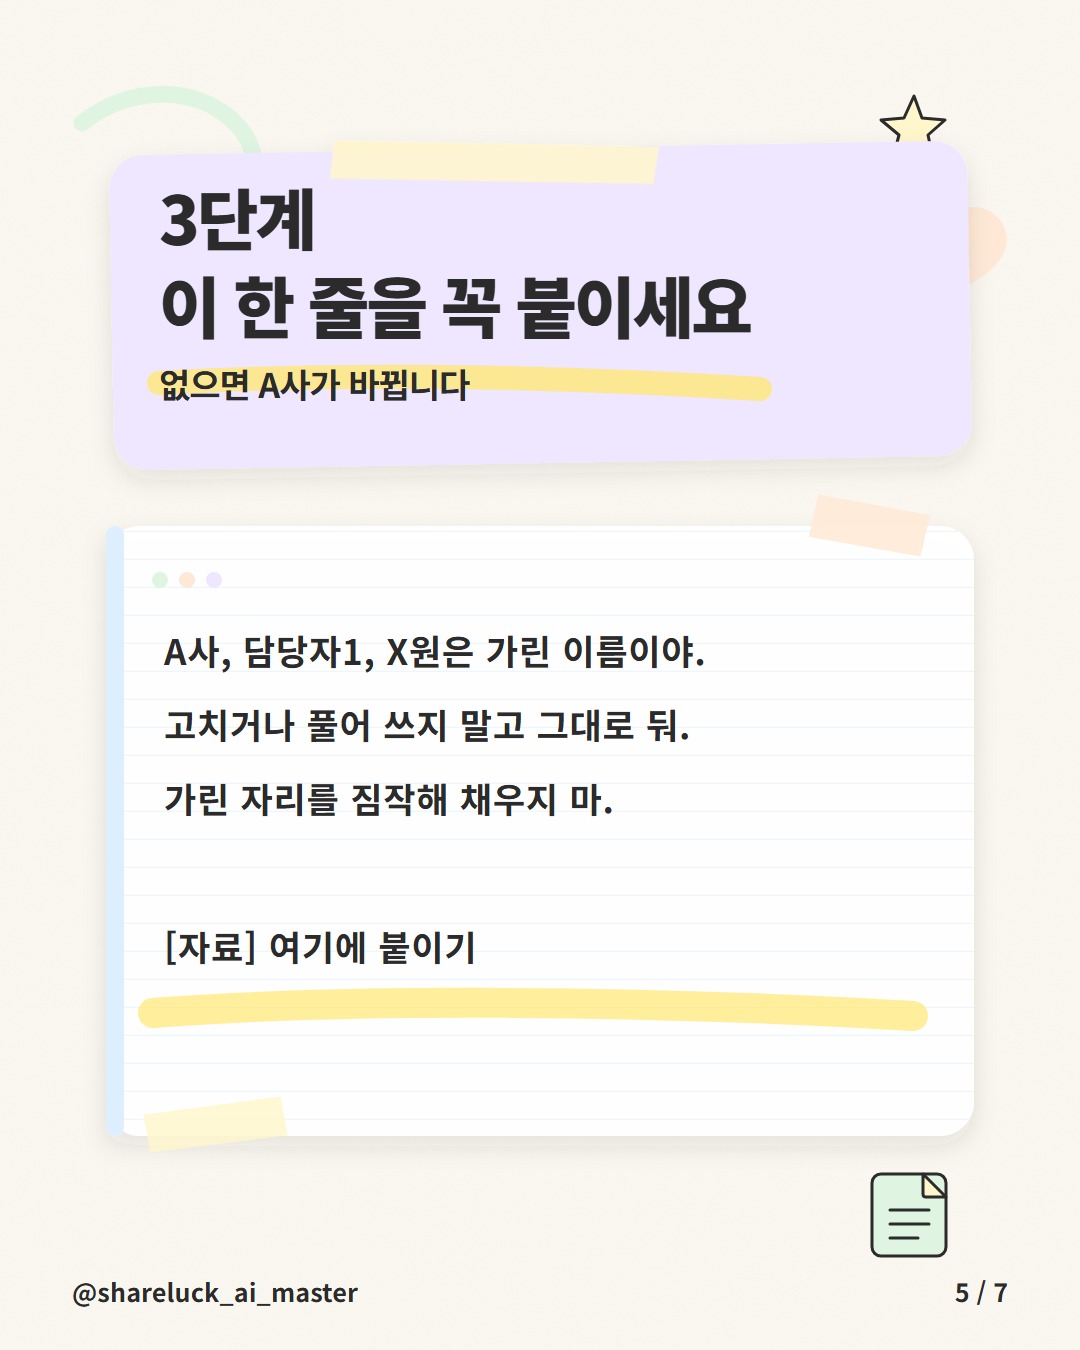 3단계
이 한 줄을 꼭 붙이세요
없으면 A사가 바뀝니다
A사, 담당자1, X원은 가린 이름이야.
고치거나 풀어 쓰지 말고 그대로 둬.
가린 자리를 짐작해 채우지 마.
[자료] 여기에 붙이기
@shareluck_ai_master
5 / 7